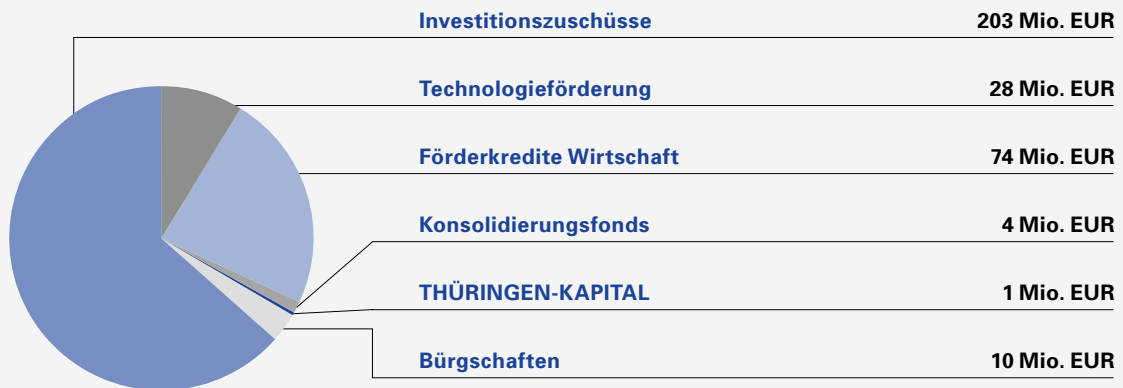 Investitionszuschüsse 203 Mio. EUR
Technologieförderung 28 Mio. EUR
Förderkredite Wirtschaft 74 Mio. EUR
Konsolidierungsfonds 4 Mio. EUR
THÜRINGEN-KAPITAL 1 Mio. EUR
Bürgschaften 10 Mio. EUR